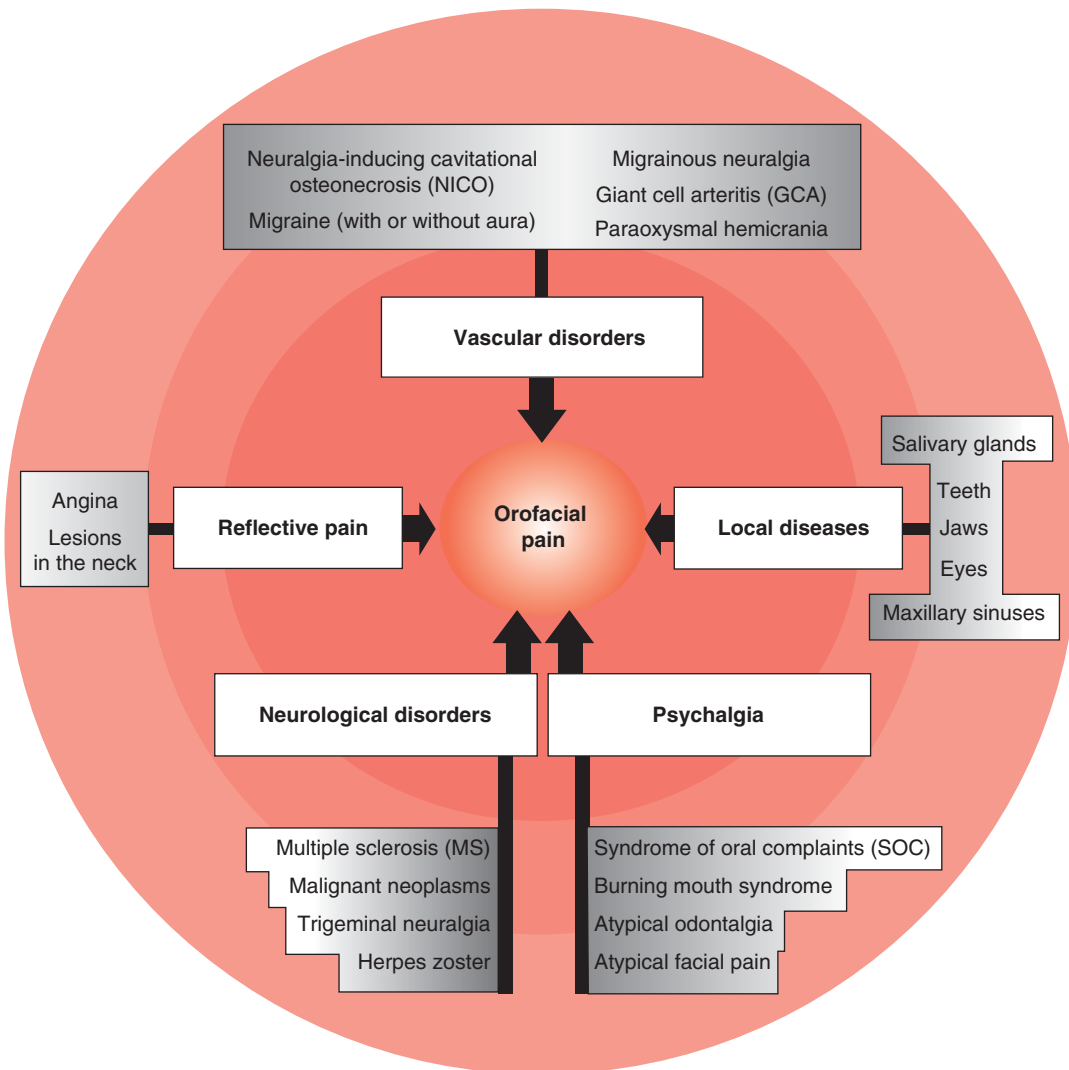 Neuralgia-inducing cavitational
osteonecrosis (NICO)
Migraine (with or without aura)
Migrainous neuralgia
Giant cell arteritis (GCA)
Paraoxysmal hemicrania
Vascular disorders
Angina
Lesions
in the neck
Reflective pain
Orofacial
pain
Local diseases
Salivary glands
Teeth
Jaws
Eyes
Maxillary sinuses
Neurological disorders
Psychalgia
Multiple sclerosis (MS)
Malignant neoplasms
Trigeminal neuralgia
Herpes zoster
Syndrome of oral complaints (SOC)
Burning mouth syndrome
Atypical odontalgia
Atypical facial pain